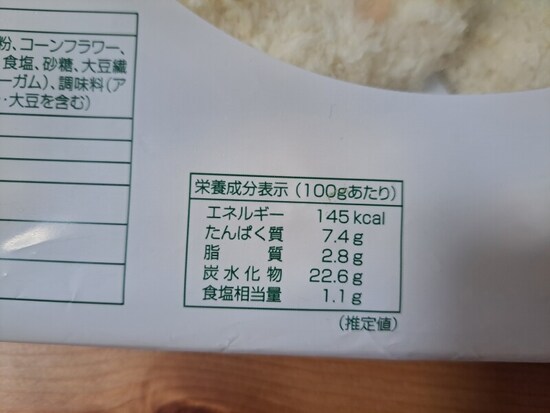 粉、コーンフラワー、
食塩、砂糖、大豆繊
ーガム)、調味料(ア
・大豆を含む)
栄養成分表示(100gあたり)
エネルギー 145kcal
たんぱく質 7.4g
脂質 2.8g
炭水化物 22.6g
食塩相当量 1.1g
(推定値)